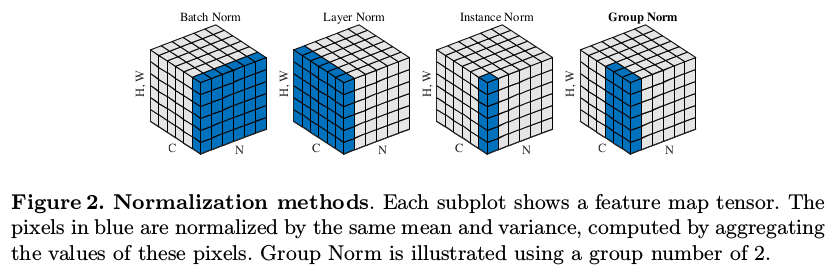 Batch Norm
Layer Norm
Instance Norm
Group Norm
H, W
C
N
H, W
C
N
H, W
C
N
H, W
C
N
Figure 2. Normalization methods. Each subplot shows a feature map tensor. The
pixels in blue are normalized by the same mean and variance, computed by aggregating
the values of these pixels. Group Norm is illustrated using a group number of 2.